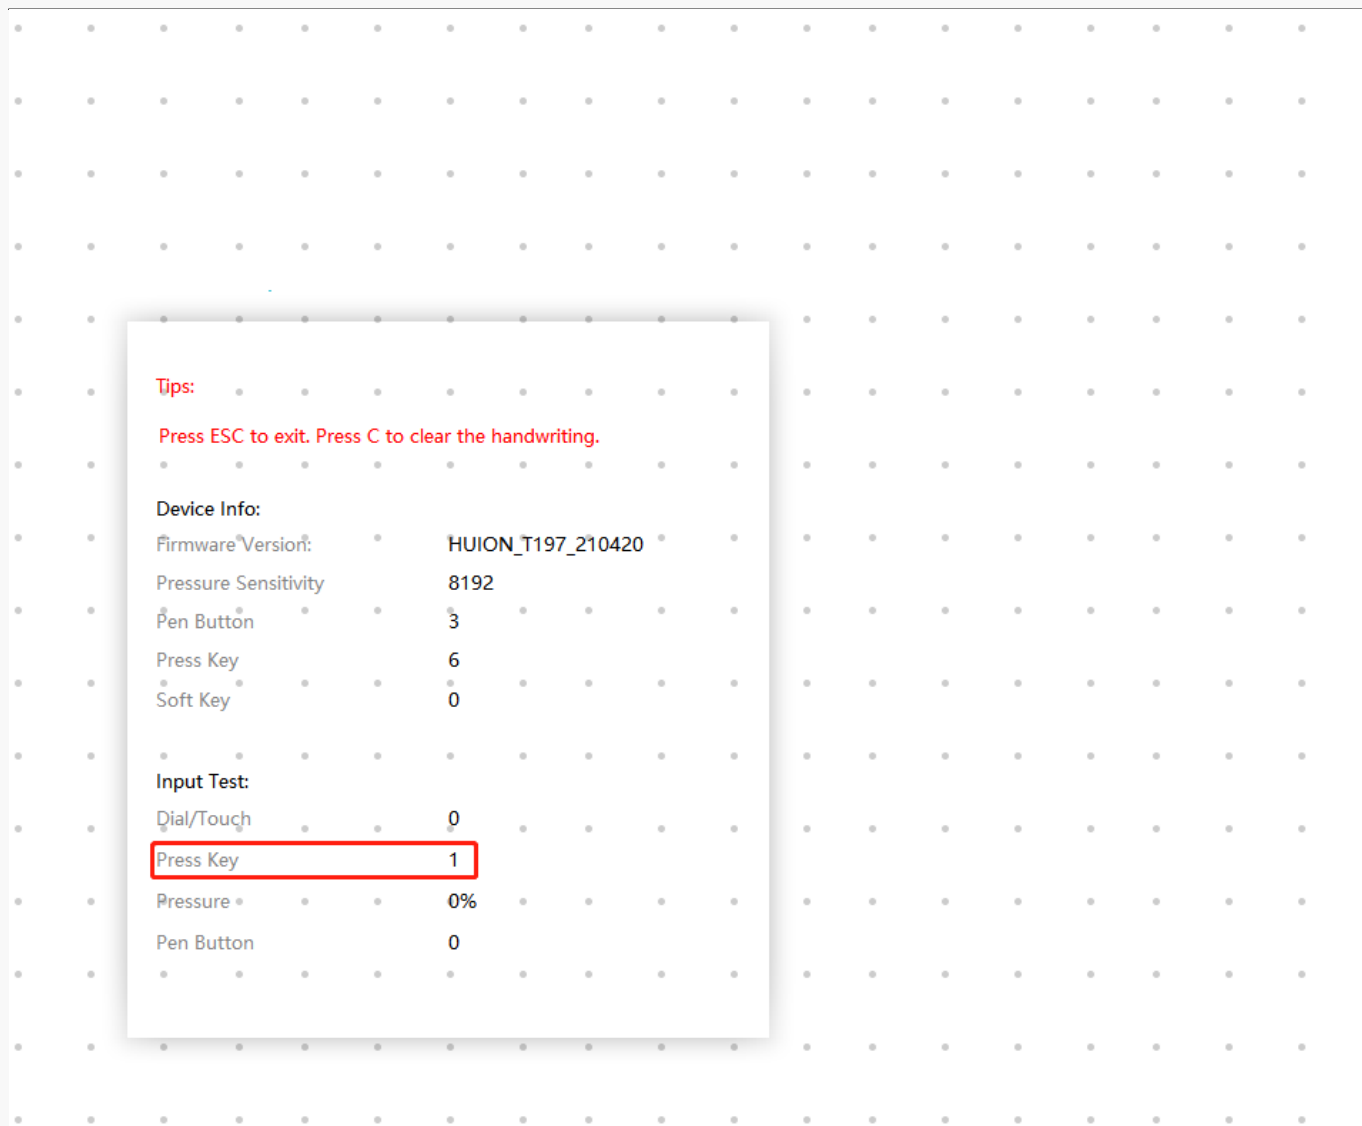 Tips:
Press ESC to exit. Press C to clear the handwriting.
Device Info:
Firmware Version: HUION_T197_210420
Pressure Sensitivity 8192
Pen Button 3
Press Key 6
Soft Key 0
Input Test:
Dial/Touch 0
Press Key 1
Pressure 0%
Pen Button 0